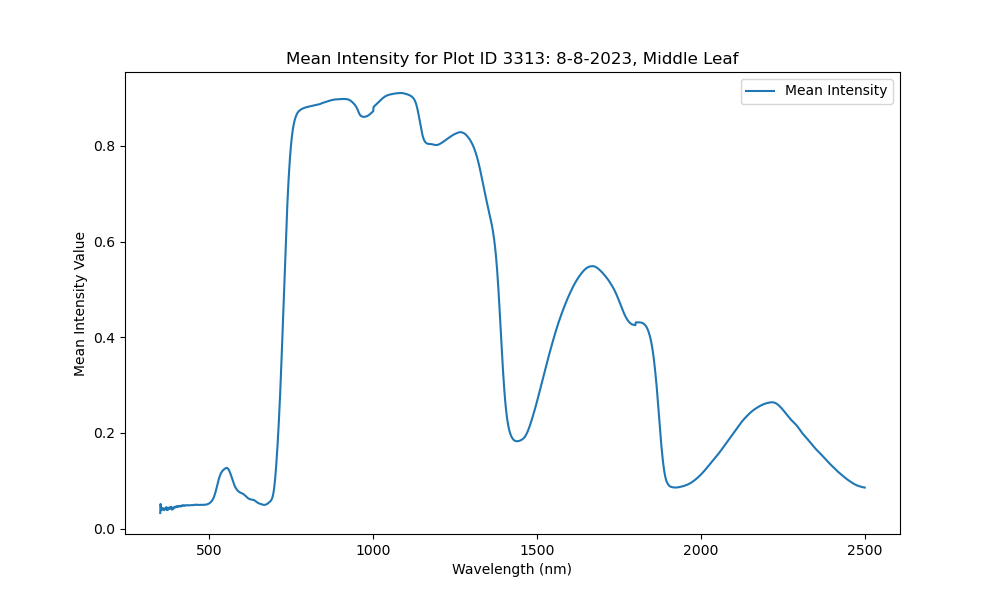 Mean Intensity for Plot ID 3313: 8-8-2023, Middle Leaf
Mean Intensity
0.8
0.6
0.4
0.2
0.0
Mean Intensity Value
500 1000 1500 2000 2500
Wavelength (nm)